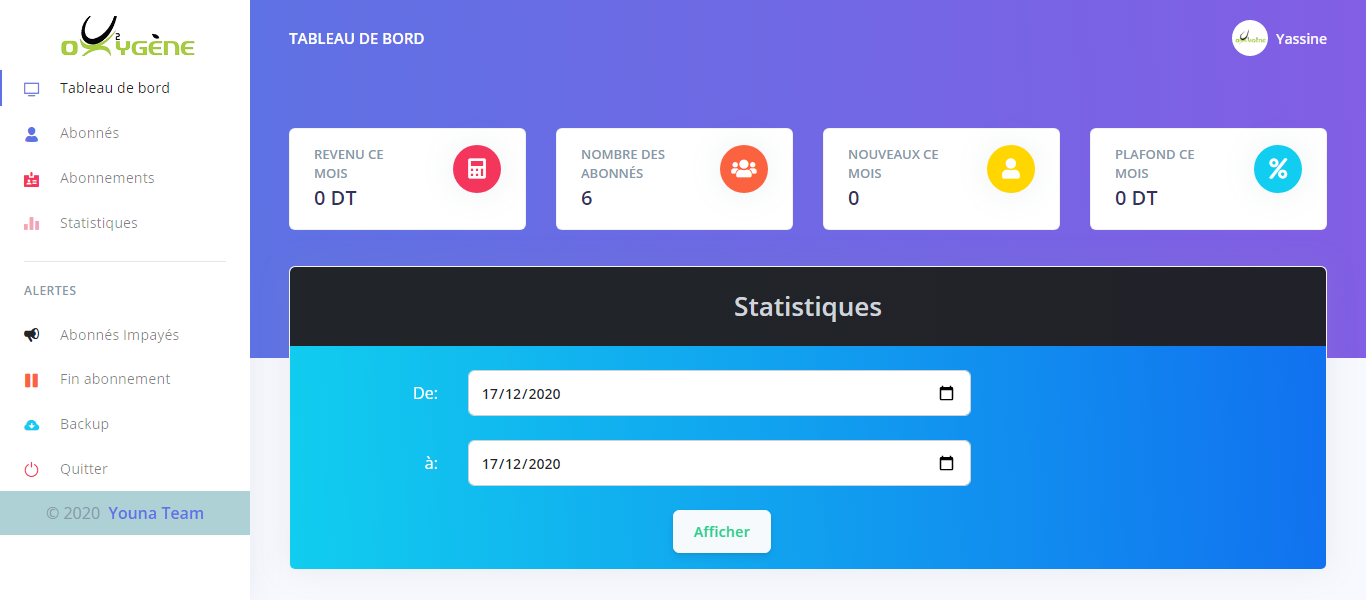 OXYGÈNE
2
Tableau de bord
Abonnés
Abonnements
Statistiques
ALERTES
Abonnés Impayés
Fin abonnement
Backup
Quitter
© 2020 Youna Team
TABLEAU DE BORD
Yassine
REVENU CE
MOIS
0 DT
NOMBRE DES
ABONNÉS
6
NOUVEAUX CE
MOIS
0
PLAFOND CE
MOIS
0 DT
Statistiques
De:
17/12/2020
à:
17/12/2020
Afficher